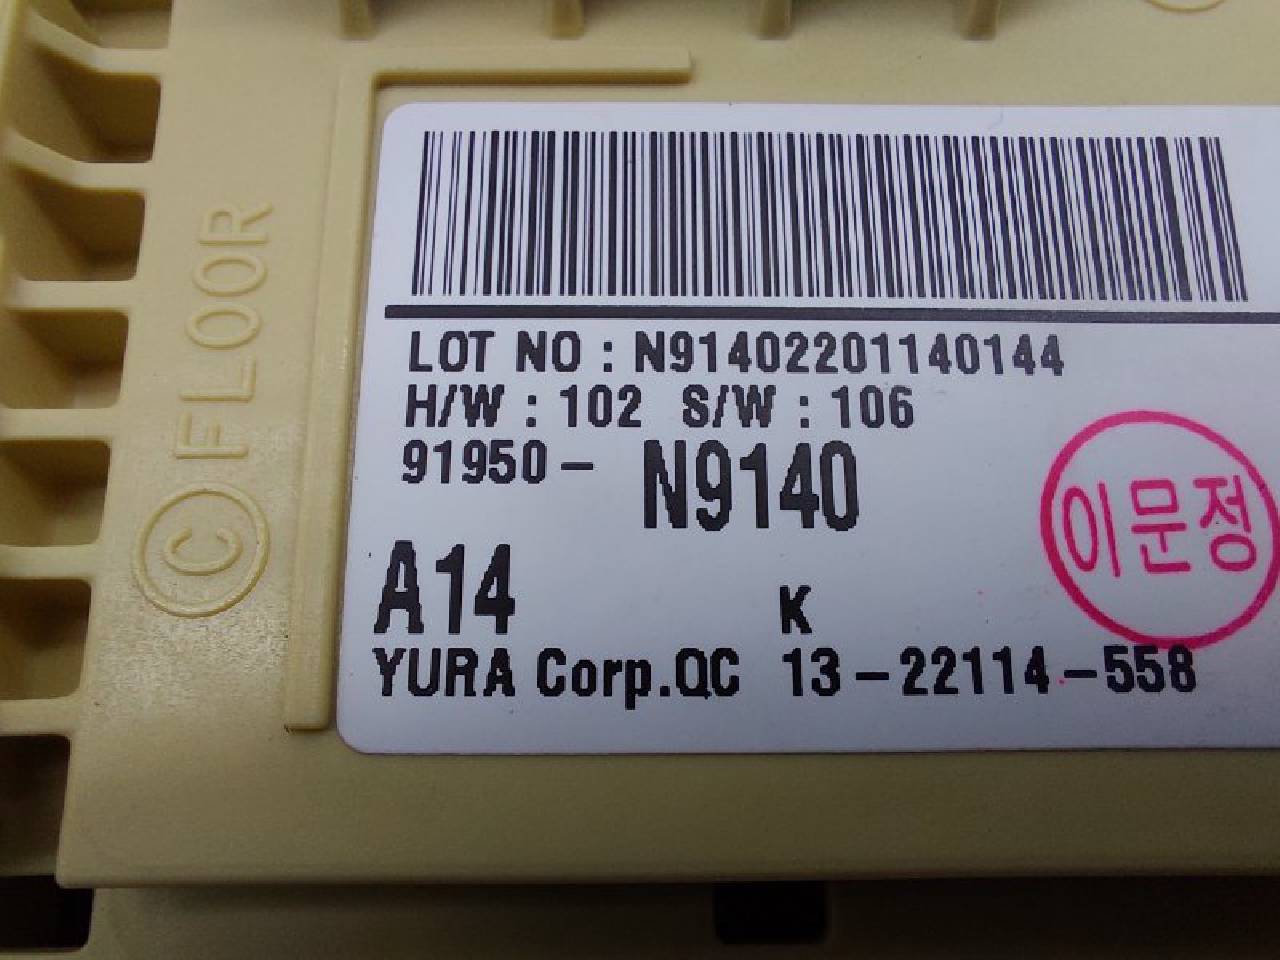 LOT NO : N91402201140144
H/W : 102 S/W : 106
91950- N9140
A14 K
YURA Corp.QC 13-22114-558
이문정
C FLOOR